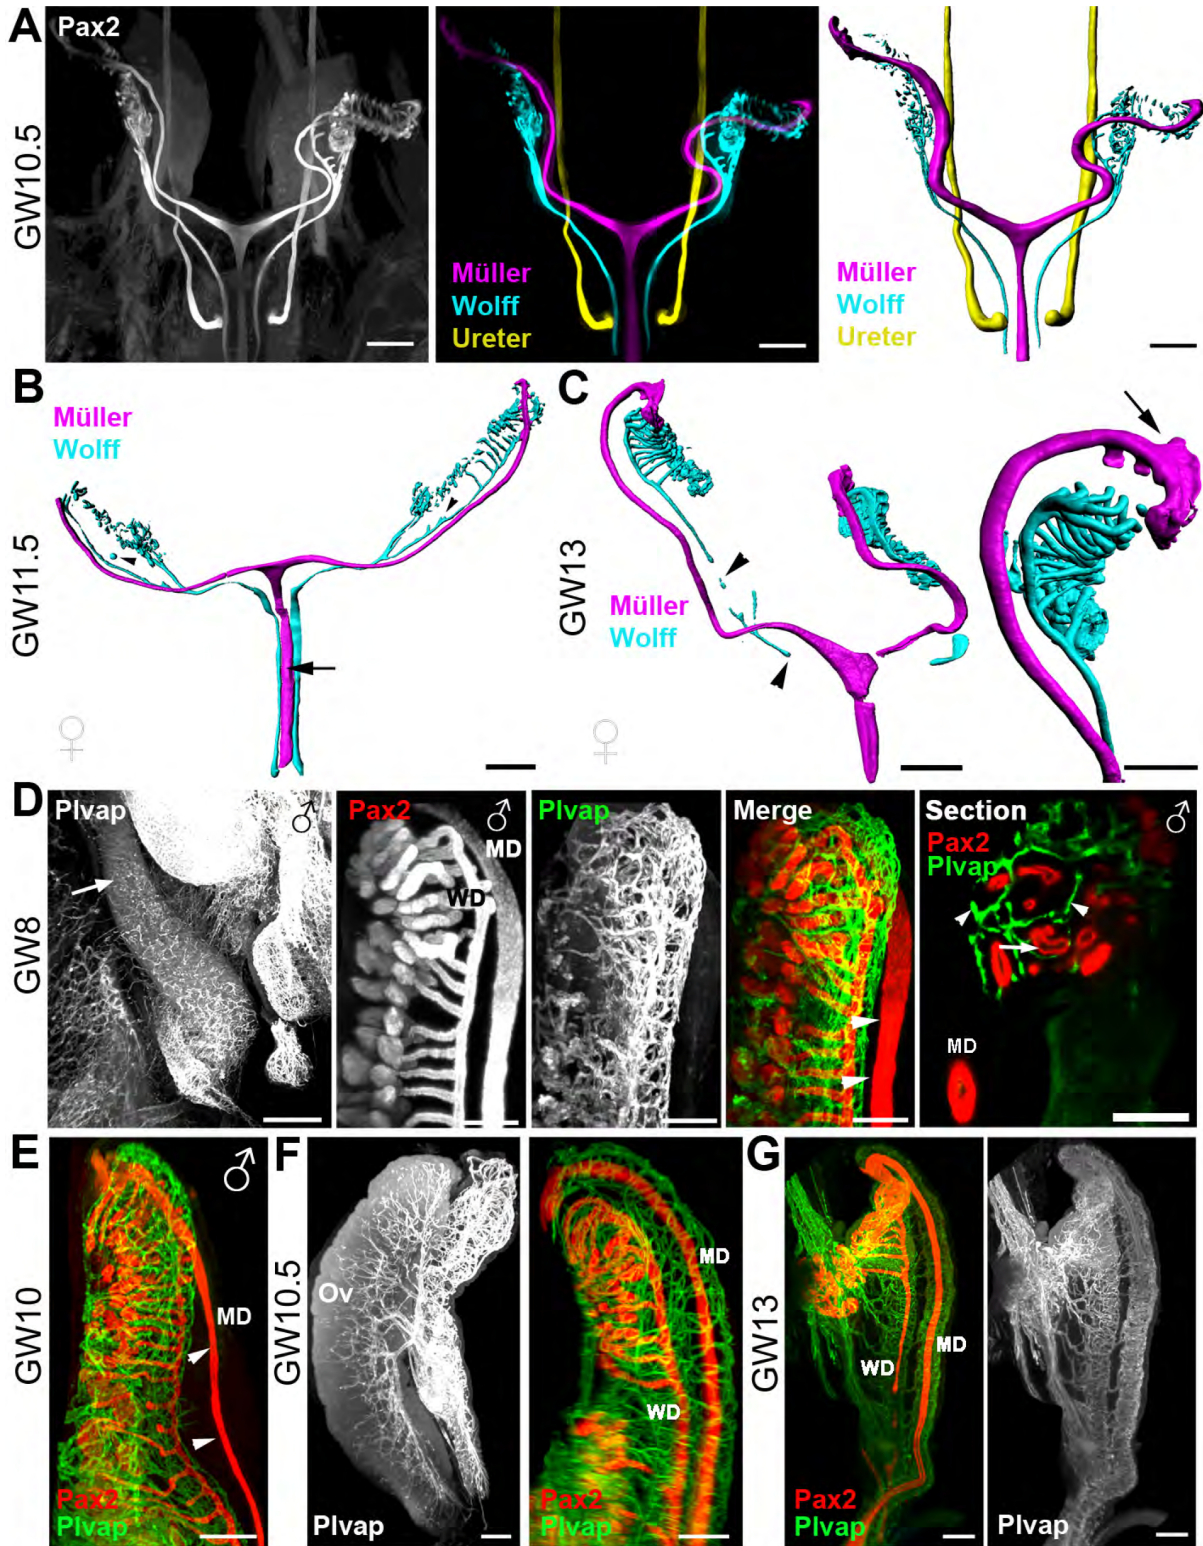 A
Pax2
GW10.5
Müller
Wolff
Ureter
Müller
Wolff
Ureter
B
Müller
Wolff
GW11.5
♀
C
GW13
Müller
Wolff
♀
D
GW8
Plvap
♂
Pax2
♂
MD
WD
Plvap
Merge
Section
Pax2
Plvap
♂
MD
E
GW10
♂
MD
Pax2
Plvap
F
GW10.5
Ov
Plvap
MD
WD
Pax2
Plvap
G
GW13
WD
MD
Pax2
Plvap
Plvap